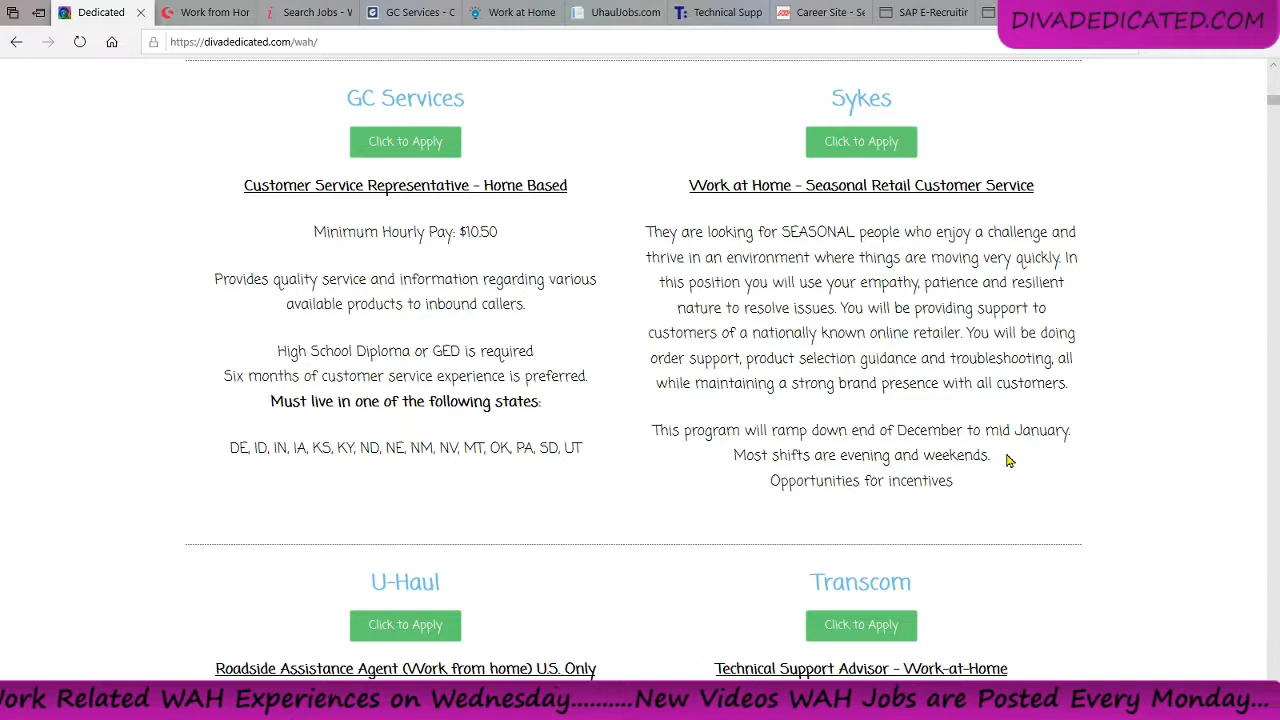 Dedicated
Work from Hor
Search Jobs - V
GC Services - C
Work at Home
UhaulJobs.com
Technical Supp
Career Site - S
SAP E-Recruitir
DIVADEDICATED.COM
https://divadedicated.com/wah/
GC Services
Click to Apply
Customer Service Representative - Home Based
Minimum Hourly Pay: $10.50
Provides quality service and information regarding various
available products to inbound callers.
High School Diploma or GED is required
Six months of customer service experience is preferred.
Must live in one of the following states:
DE, ID, IN, IA, KS, KY, ND, NE, NM, NV, MT, OK, PA, SD, UT
Sykes
Click to Apply
Work at Home - Seasonal Retail Customer Service
They are looking for SEASONAL people who enjoy a challenge and
thrive in an environment where things are moving very quickly. In
this position you will use your empathy, patience and resilient
nature to resolve issues. You will be providing support to
customers of a nationally known online retailer. You will be doing
order support, product selection guidance and troubleshooting, all
while maintaining a strong brand presence with all customers.
This program will ramp down end of December to mid January.
Most shifts are evening and weekends.
Opportunities for incentives
U-Haul
Click to Apply
Roadside Assistance Agent (Work from home) U.S. Only
Transcom
Click to Apply
Technical Support Advisor - Work-at-Home
Work Related WAH Experiences on Wednesday..........New Videos WAH Jobs are Posted Every Monday...